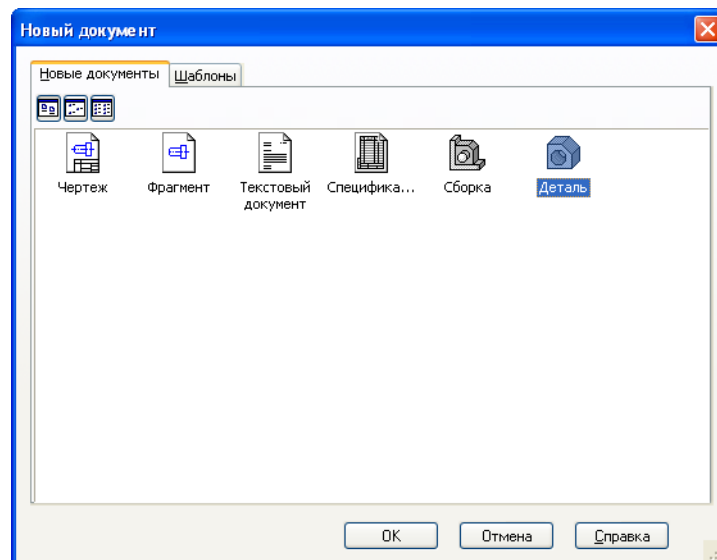 Новый документ
Новые документы
Шаблоны
Чертеж
Фрагмент
Текстовый
документ
Специфика...
Сборка
Деталь
OK
Отмена
Справка